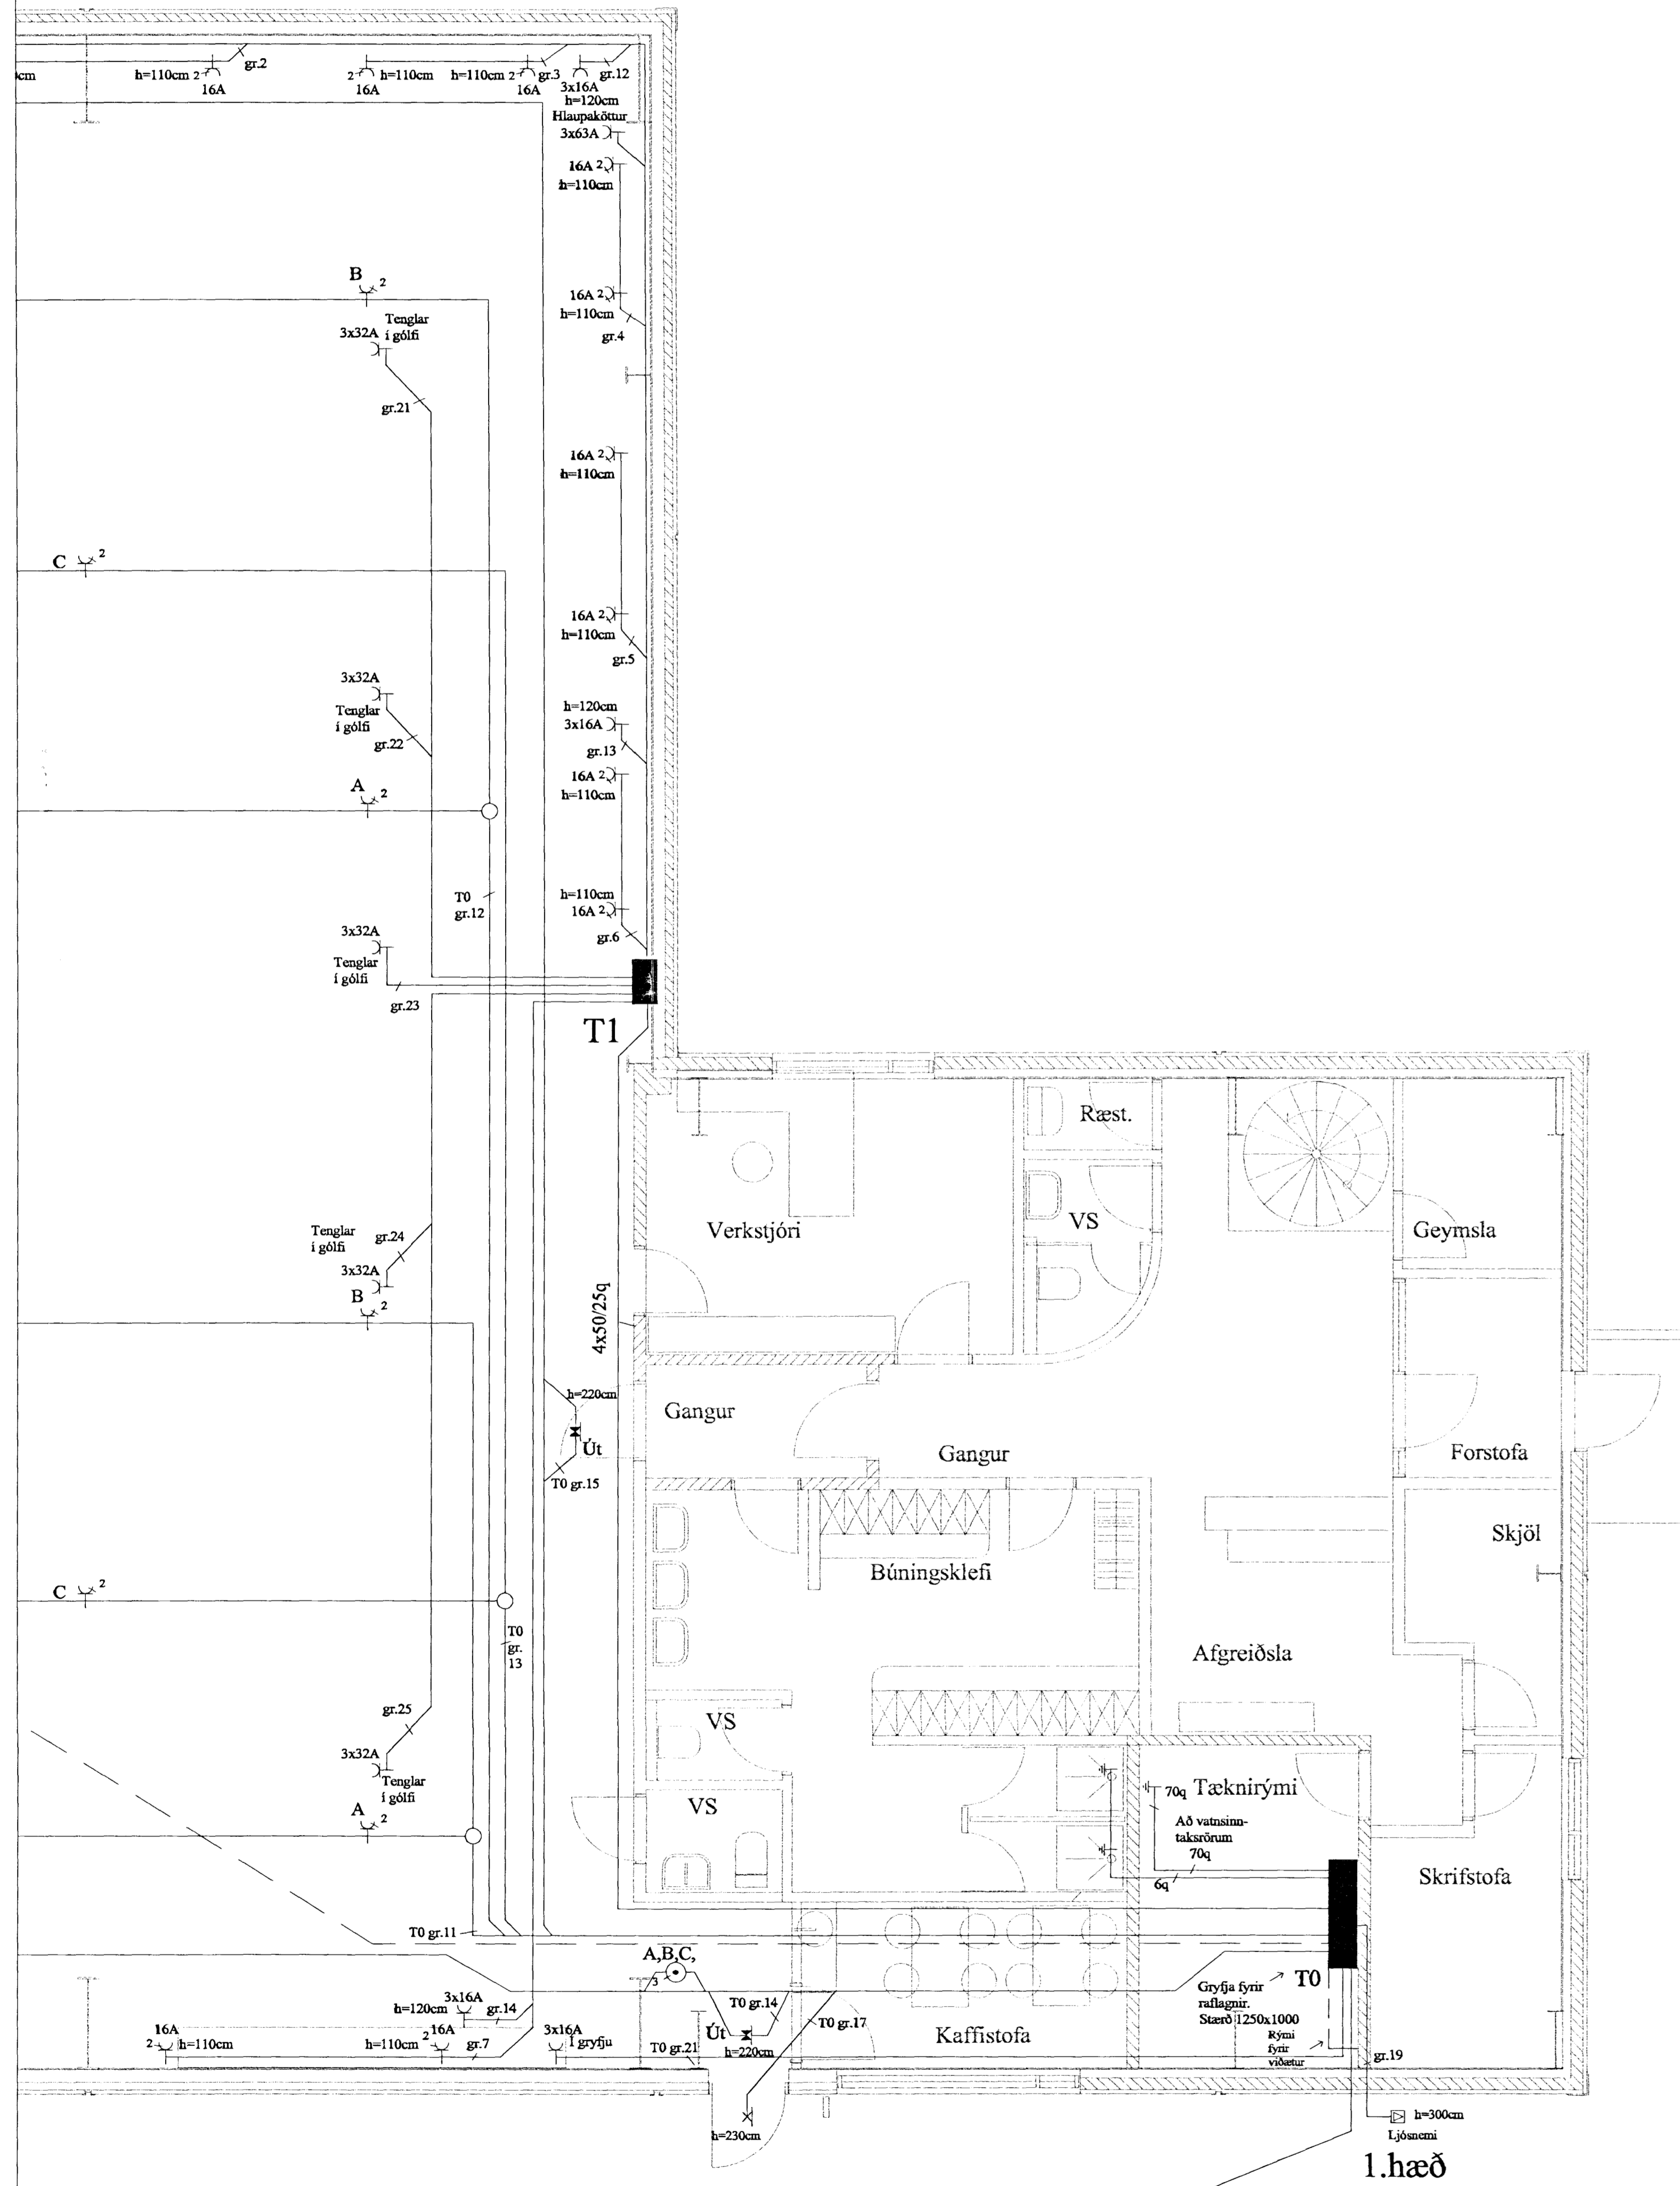 gr.2
cm
h=110cm 2
16A
2 h=110cm
16A
h=110cm 2
16A
gr.3
gr.12
3x16A
h=120cm
Hlaupaköttur
3x63A
16A 2
h=110cm
B 2
16A 2
h=110cm
gr.4
Tenglar
í gólfi
3x32A
gr.21
16A 2
h=110cm
C 2
16A 2
h=110cm
gr.5
3x32A
Tenglar
í gólfi
gr.22
h=120cm
3x16A
gr.13
16A 2
h=110cm
A 2
T0
gr.12
h=110cm
16A 2
gr.6
3x32A
Tenglar
í gólfi
gr.23
T1
Ræst.
VS
Verkstjóri
Geymsla
Tenglar
í gólfi
gr.24
3x32A
B 2
4x50/25q
h=220cm
Út
T0 gr.15
Gangur
Gangur
Forstofa
Skjöl
Búningsklefi
C 2
T0
gr.
13
Afgreiðsla
gr.25
VS
3x32A
Tenglar
í gólfi
A 2
VS
70q Tæknirými
Að vatnsinn-
taksrörum
70q
6q
Skrifstofa
T0 gr.11
A,B,C,
3
T0
Gryfja fyrir
raflagnir.
Stærð 1250x1000
Rými
fyrir
viðætur
3x16A
h=120cm
gr.14
16A
2 h=110cm
16A
h=110cm 2
gr.7
3x16A
Í gryfju
T0 gr.21
T0 gr.14
Út
h=220cm
T0 gr.17
Kaffistofa
gr.19
h=230cm
h=300cm
Ljósnemi
1.hæð